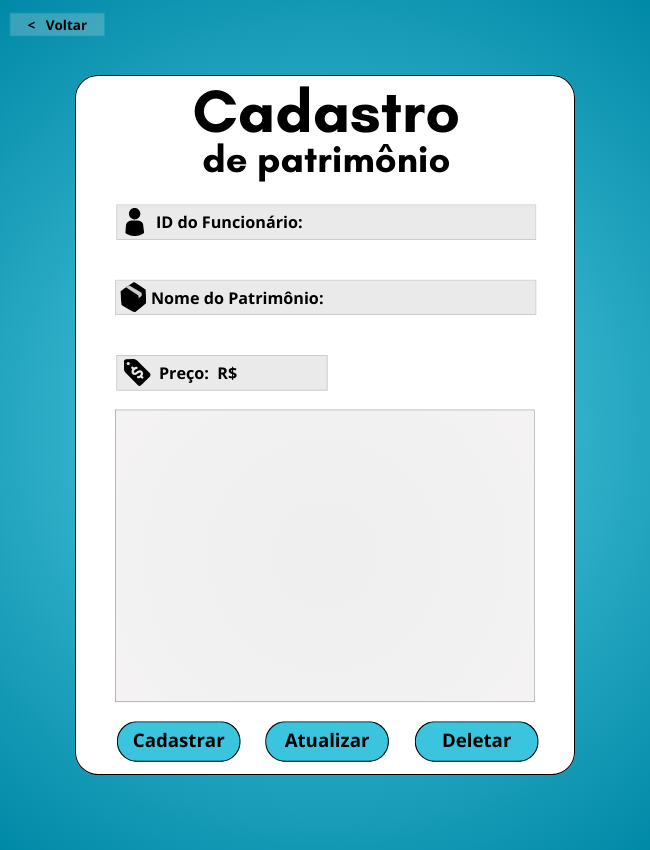 < Voltar
Cadastro
de patrimônio
ID do Funcionário:
Nome do Patrimônio:
Preço: R$
Cadastrar
Atualizar
Deletar